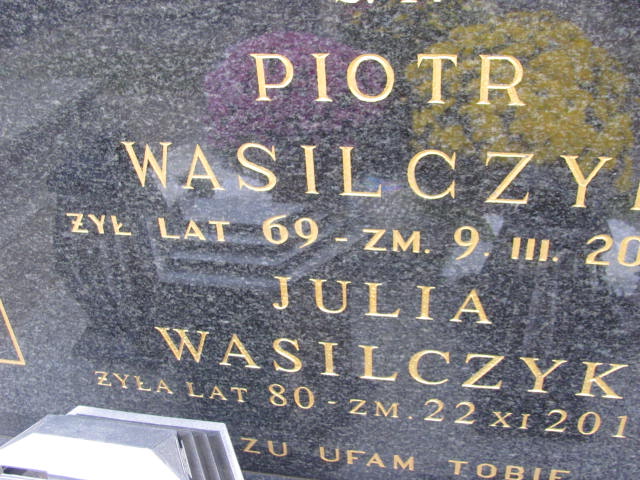 PIOTR
WASILCZY
ŻYŁ LAT 69 - ZM. 9. III. 20
JULIA
WASILCZYK
ŻYŁA LAT 80 - ZM. 22 XI 201
ZU UFAM TOBIE